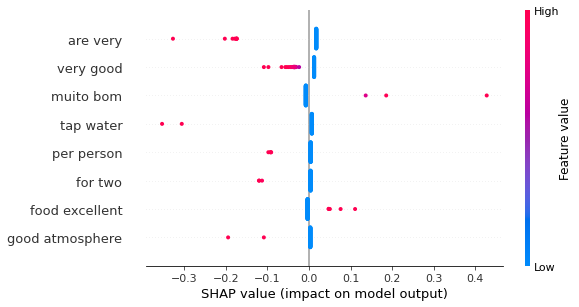 High
are very
very good
muito bom
tap water
per person
for two
food excellent
good atmosphere
Feature value
Low
−0.3 −0.2 −0.1 0.0 0.1 0.2 0.3 0.4
SHAP value (impact on model output)